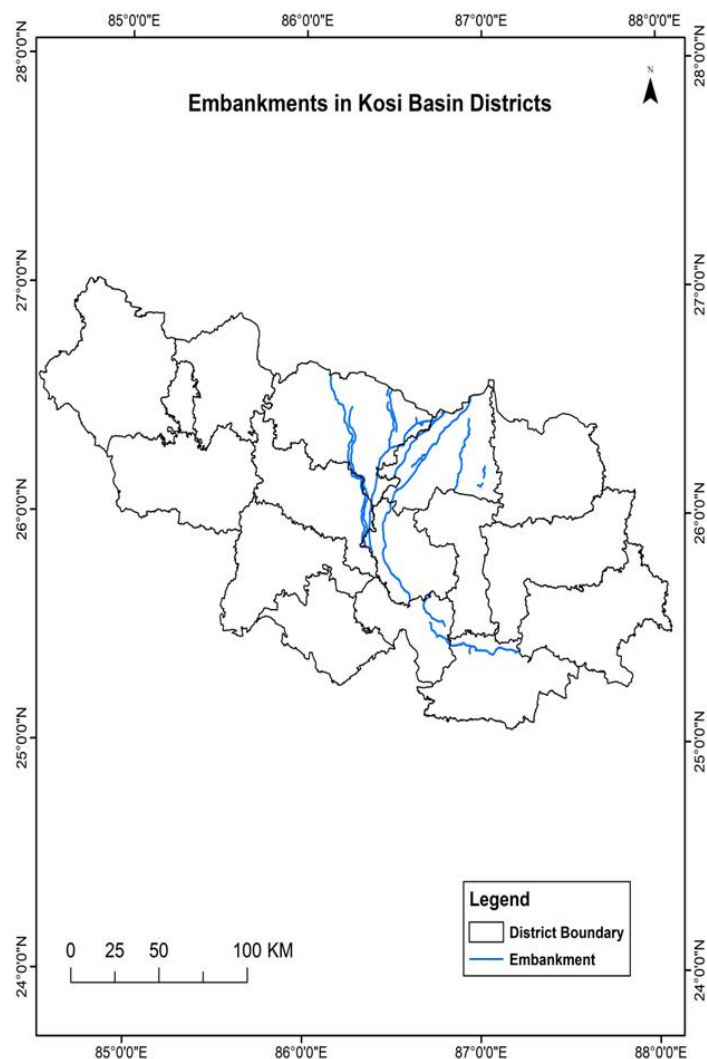 85°0'0"E 86°0'0"E 87°0'0"E 88°0'0"E
28°0'0"N 28°0'0"N
N
Embankments in Kosi Basin Districts
27°0'0"N 27°0'0"N
26°0'0"N 26°0'0"N
25°0'0"N 25°0'0"N
Legend
District Boundary
Embankment
0 25 50 100 KM
24°0'0"N 24°0'0"N
85°0'0"E 86°0'0"E 87°0'0"E 88°0'0"E